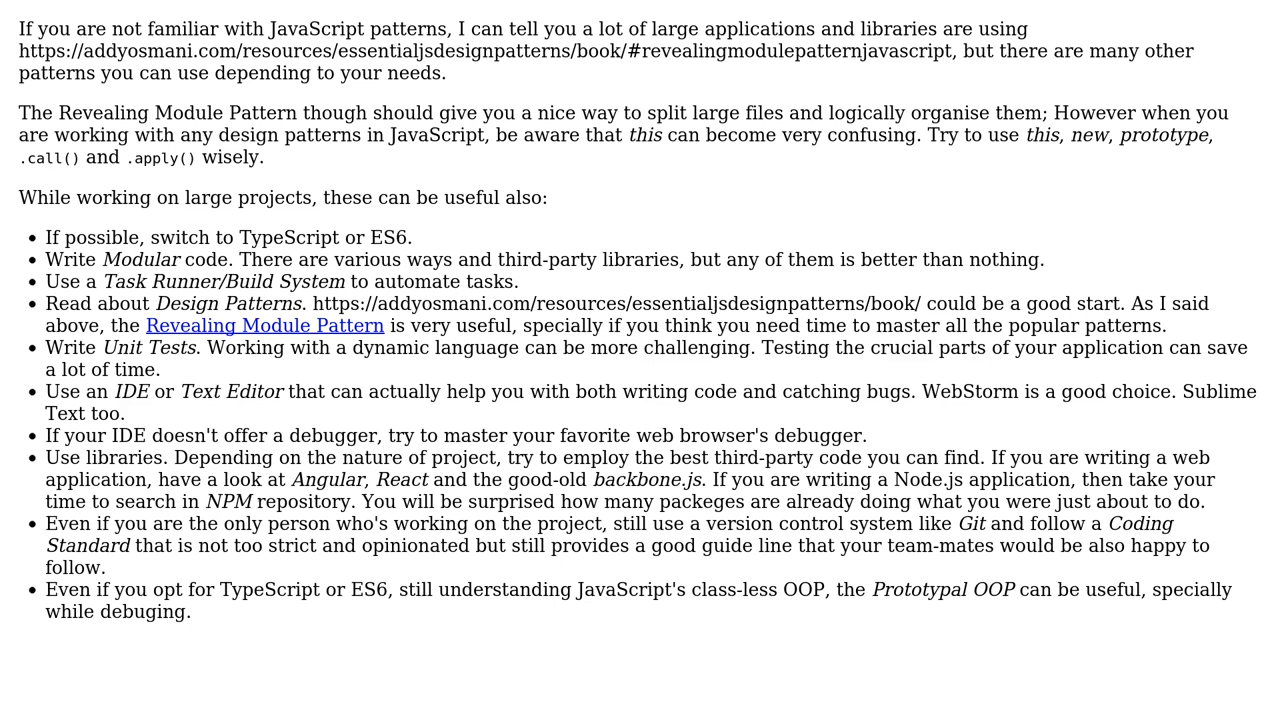 If you are not familiar with JavaScript patterns, I can tell you a lot of large applications and libraries are using
https://addyosmani.com/resources/essentialjsdesignpatterns/book/#revealingmodulepatternjavascript, but there are many other
patterns you can use depending to your needs.
The Revealing Module Pattern though should give you a nice way to split large files and logically organise them; However when you
are working with any design patterns in JavaScript, be aware that this can become very confusing. Try to use this, new, prototype,
.call() and .apply() wisely.
While working on large projects, these can be useful also:
• If possible, switch to TypeScript or ES6.
• Write Modular code. There are various ways and third-party libraries, but any of them is better than nothing.
• Use a Task Runner/Build System to automate tasks.
• Read about Design Patterns. https://addyosmani.com/resources/essentialjsdesignpatterns/book/ could be a good start. As I said
above, the Revealing Module Pattern is very useful, specially if you think you need time to master all the popular patterns.
• Write Unit Tests. Working with a dynamic language can be more challenging. Testing the crucial parts of your application can save
a lot of time.
• Use an IDE or Text Editor that can actually help you with both writing code and catching bugs. WebStorm is a good choice. Sublime
Text too.
• If your IDE doesn't offer a debugger, try to master your favorite web browser's debugger.
• Use libraries. Depending on the nature of project, try to employ the best third-party code you can find. If you are writing a web
application, have a look at Angular, React and the good-old backbone.js. If you are writing a Node.js application, then take your
time to search in NPM repository. You will be surprised how many packeges are already doing what you were just about to do.
• Even if you are the only person who's working on the project, still use a version control system like Git and follow a Coding
Standard that is not too strict and opinionated but still provides a good guide line that your team-mates would be also happy to
follow.
• Even if you opt for TypeScript or ES6, still understanding JavaScript's class-less OOP, the Prototypal OOP can be useful, specially
while debuging.